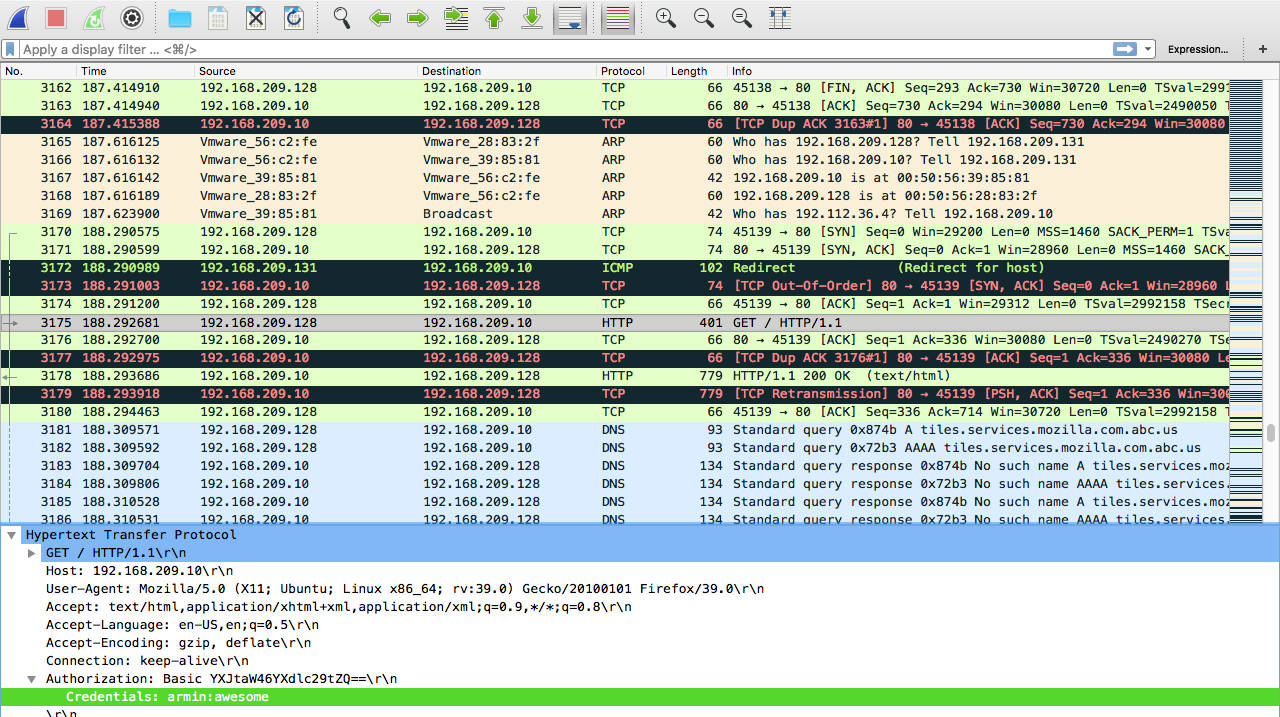 Apply a display filter ... <⌘/>
Expression...
+
No. Time Source Destination Protocol Length Info
3162 187.414910 192.168.209.128 192.168.209.10 TCP 66 45138 → 80 [FIN, ACK] Seq=293 Ack=730 Win=30720 Len=0 TSval=2991
3163 187.414940 192.168.209.10 192.168.209.128 TCP 66 80 → 45138 [ACK] Seq=730 Ack=294 Win=30080 Len=0 TSval=2490050 T
3164 187.415388 192.168.209.10 192.168.209.128 TCP 66 [TCP Dup ACK 3163#1] 80 → 45138 [ACK] Seq=730 Ack=294 Win=30080
3165 187.616125 Vmware_56:c2:fe Vmware_28:83:2f ARP 60 Who has 192.168.209.128? Tell 192.168.209.131
3166 187.616132 Vmware_56:c2:fe Vmware_39:85:81 ARP 60 Who has 192.168.209.10? Tell 192.168.209.131
3167 187.616142 Vmware_39:85:81 Vmware_56:c2:fe ARP 42 192.168.209.10 is at 00:50:56:39:85:81
3168 187.616189 Vmware_28:83:2f Vmware_56:c2:fe ARP 60 192.168.209.128 is at 00:50:56:28:83:2f
3169 187.623900 Vmware_39:85:81 Broadcast ARP 42 Who has 192.112.36.4? Tell 192.168.209.10
3170 188.290575 192.168.209.128 192.168.209.10 TCP 74 45139 → 80 [SYN] Seq=0 Win=29200 Len=0 MSS=1460 SACK_PERM=1 TSva
3171 188.290599 192.168.209.10 192.168.209.128 TCP 74 80 → 45139 [SYN, ACK] Seq=0 Ack=1 Win=28960 Len=0 MSS=1460 SACK_
3172 188.290989 192.168.209.131 192.168.209.10 ICMP 102 Redirect (Redirect for host)
3173 188.291003 192.168.209.10 192.168.209.128 TCP 74 [TCP Out-Of-Order] 80 → 45139 [SYN, ACK] Seq=0 Ack=1 Win=28960 L
3174 188.291200 192.168.209.128 192.168.209.10 TCP 66 45139 → 80 [ACK] Seq=1 Ack=1 Win=29312 Len=0 TSval=2992158 TSecr
3175 188.292681 192.168.209.128 192.168.209.10 HTTP 401 GET / HTTP/1.1
3176 188.292700 192.168.209.10 192.168.209.128 TCP 66 80 → 45139 [ACK] Seq=1 Ack=336 Win=30080 Len=0 TSval=2490270 TSe
3177 188.292975 192.168.209.10 192.168.209.128 TCP 66 [TCP Dup ACK 3176#1] 80 → 45139 [ACK] Seq=1 Ack=336 Win=30080 Le
3178 188.293686 192.168.209.10 192.168.209.128 HTTP 779 HTTP/1.1 200 OK (text/html)
3179 188.293918 192.168.209.10 192.168.209.128 TCP 779 [TCP Retransmission] 80 → 45139 [PSH, ACK] Seq=1 Ack=336 Win=300
3180 188.294463 192.168.209.128 192.168.209.10 TCP 66 45139 → 80 [ACK] Seq=336 Ack=714 Win=30720 Len=0 TSval=2992158 T
3181 188.309571 192.168.209.128 192.168.209.10 DNS 93 Standard query 0x874b A tiles.services.mozilla.com.abc.us
3182 188.309592 192.168.209.128 192.168.209.10 DNS 93 Standard query 0x72b3 AAAA tiles.services.mozilla.com.abc.us
3183 188.309704 192.168.209.10 192.168.209.128 DNS 134 Standard query response 0x874b No such name A tiles.services.moz
3184 188.309806 192.168.209.10 192.168.209.128 DNS 134 Standard query response 0x72b3 No such name AAAA tiles.services.
3185 188.310528 192.168.209.10 192.168.209.128 DNS 134 Standard query response 0x874b No such name A tiles.services.moz
3186 188.310531 192.168.209.10 192.168.209.128 DNS 134 Standard query response 0x72b3 No such name AAAA tiles.services.
Hypertext Transfer Protocol
GET / HTTP/1.1\r\n
Host: 192.168.209.10\r\n
User-Agent: Mozilla/5.0 (X11; Ubuntu; Linux x86_64; rv:39.0) Gecko/20100101 Firefox/39.0\r\n
Accept: text/html,application/xhtml+xml,application/xml;q=0.9,*/*;q=0.8\r\n
Accept-Language: en-US,en;q=0.5\r\n
Accept-Encoding: gzip, deflate\r\n
Connection: keep-alive\r\n
Authorization: Basic YXJtaW46YXdlc29tZQ==\r\n
Credentials: armin:awesome
\r\n